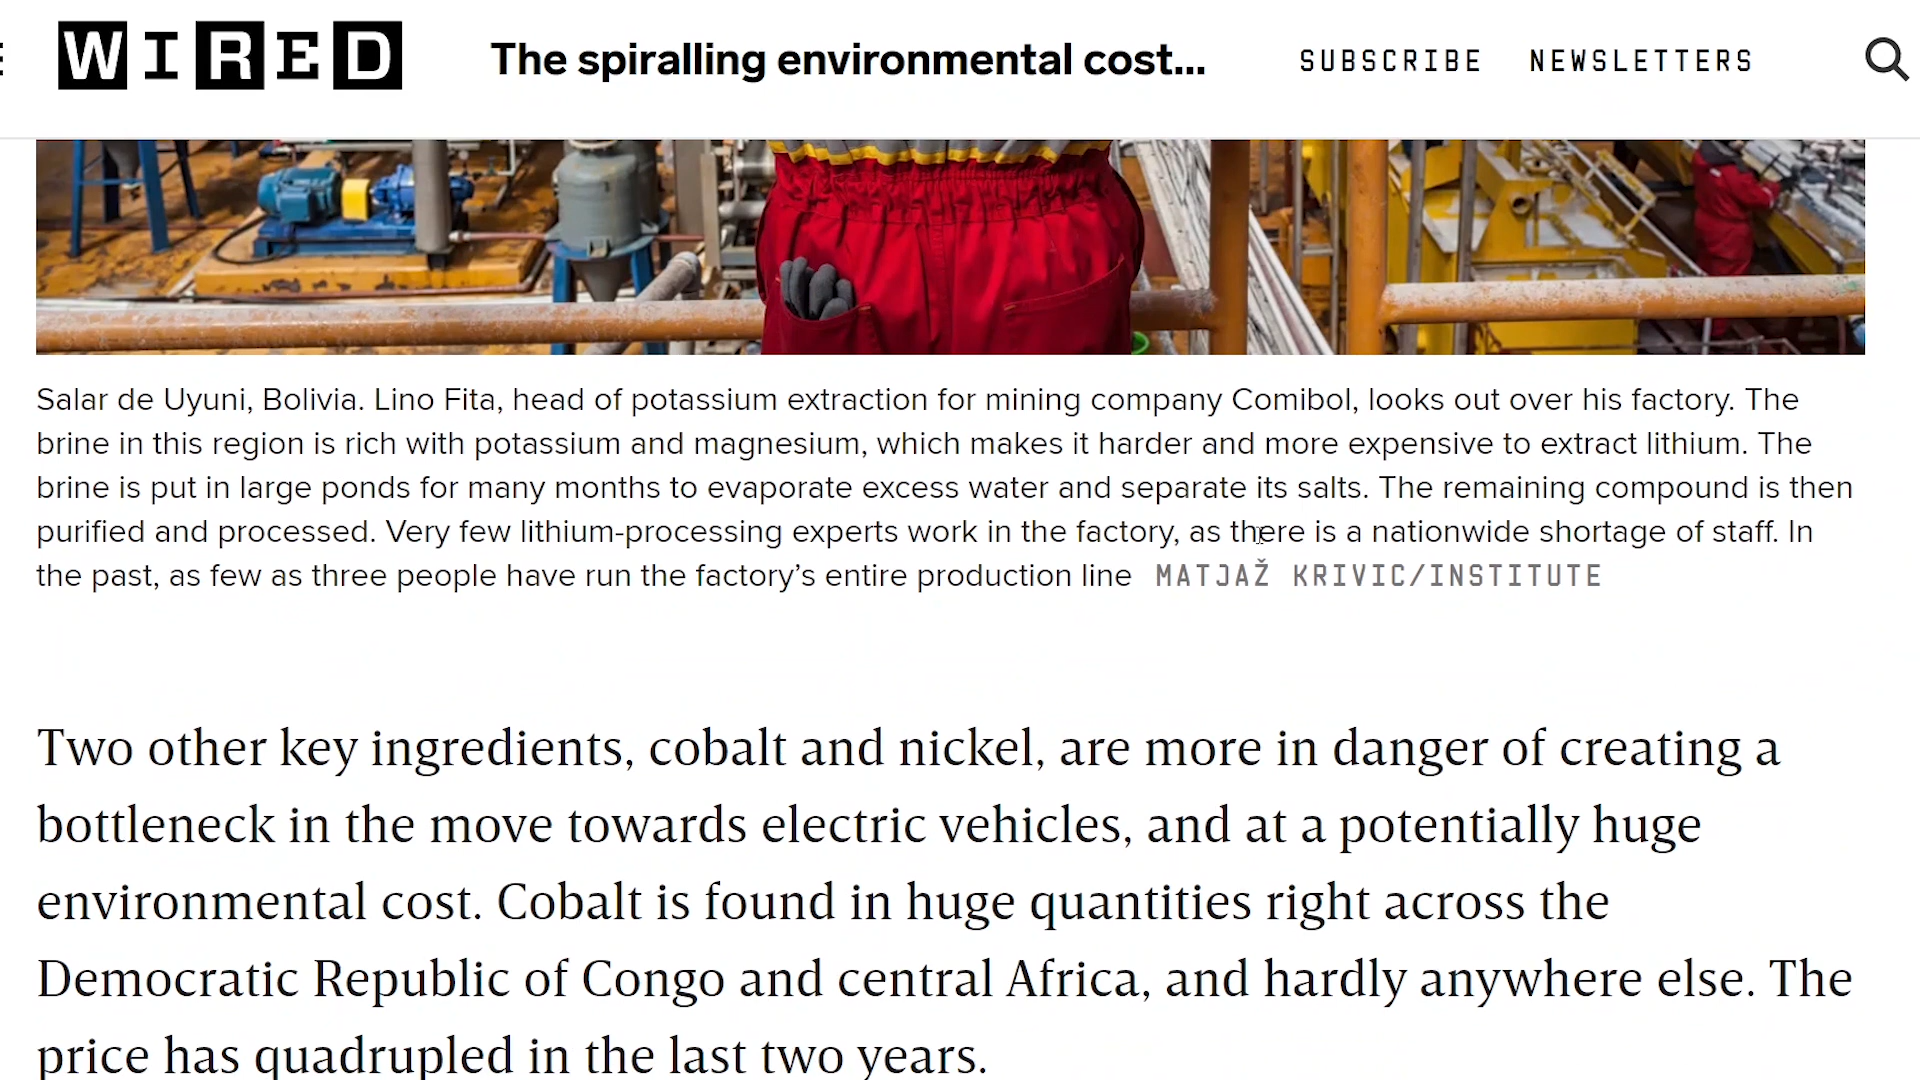 WIRED The spiralling environmental cost... SUBSCRIBE NEWSLETTERS
Salar de Uyuni, Bolivia. Lino Fita, head of potassium extraction for mining company Comibol, looks out over his factory. The
brine in this region is rich with potassium and magnesium, which makes it harder and more expensive to extract lithium. The
brine is put in large ponds for many months to evaporate excess water and separate its salts. The remaining compound is then
purified and processed. Very few lithium-processing experts work in the factory, as there is a nationwide shortage of staff. In
the past, as few as three people have run the factory’s entire production line MATJAŽ KRIVIC/INSTITUTE
Two other key ingredients, cobalt and nickel, are more in danger of creating a
bottleneck in the move towards electric vehicles, and at a potentially huge
environmental cost. Cobalt is found in huge quantities right across the
Democratic Republic of Congo and central Africa, and hardly anywhere else. The
price has quadrupled in the last two years.